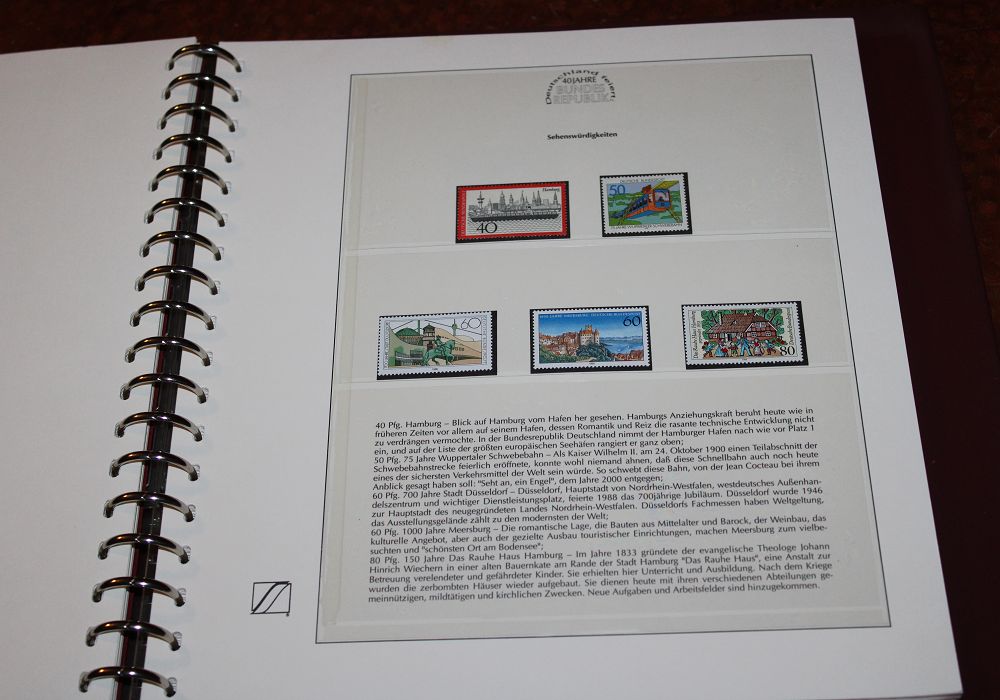 Deutschland feiert
40 JAHRE
BUNDES
REPUBLIK
Sehenswürdigkeiten
Hamburg
40
50
60
60
80
40 Pfg. Hamburg – Blick auf Hamburg vom Hafen her gesehen. Hamburgs Anziehungskraft beruht heute wie in
früheren Zeiten vor allem auf seinem Hafen, dessen Romantik und Reiz die rasante technische Entwicklung nicht
zu verdrängen vermochte. In der Bundesrepublik Deutschland nimmt der Hamburger Hafen nach wie vor Platz 1
ein, und auf der Liste der großen europäischen Seehäfen rangiert er ganz oben;
50 Pfg. 75 Jahre Wuppertaler Schwebebahn – Als Kaiser Wilhelm II. am 24. Oktober 1900 einen Teilabschnitt der
Schwebebahnstrecke feierlich eröffnete, konnte wohl niemand ahnen, daß diese Schnellbahn auch noch heute
eines der sichersten Verkehrsmittel der Welt sein würde. So schwebt diese Bahn, von der Jean Cocteau bei ihrem
Anblick gesagt haben soll: "Seht an, ein Engel", dem Jahre 2000 entgegen;
60 Pfg. 700 Jahre Stadt Düsseldorf – Düsseldorf, Hauptstadt von Nordrhein-Westfalen, westdeutsches Außenhan-
delszentrum und wichtiger Dienstleistungsplatz, feierte 1988 das 700jährige Jubiläum. Düsseldorf wurde 1946
zur Hauptstadt des neugegründeten Landes Nordrhein-Westfalen. Düsseldorfs Fachmessen haben Weltgeltung,
das Ausstellungsgelände zählt zu den modernsten der Welt;
60 Pfg. 1000 Jahre Meersburg – Die romantische Lage, die Bauten aus Mittelalter und Barock, der Weinbau, das
kulturelle Angebot, aber auch der gezielte Ausbau touristischer Einrichtungen, machen Meersburg zum vielbe-
suchten und "schönsten Ort am Bodensee";
80 Pfg. 150 Jahre Das Rauhe Haus Hamburg – Im Jahre 1833 gründete der evangelische Theologe Johann
Hinrich Wiechern in einer alten Bauernkate am Rande der Stadt Hamburg "Das Rauhe Haus", eine Anstalt zur
Betreuung verelendeter und gefährdeter Kinder. Sie erhielten hier Unterricht und Ausbildung. Nach dem Kriege
wurden die zerbombten Häuser wieder aufgebaut. Sie dienen heute mit ihren verschiedenen Abteilungen ge-
meinnützigen, mildtätigen und kirchlichen Zwecken. Neue Aufgaben und Arbeitsfelder sind hinzugekommen.